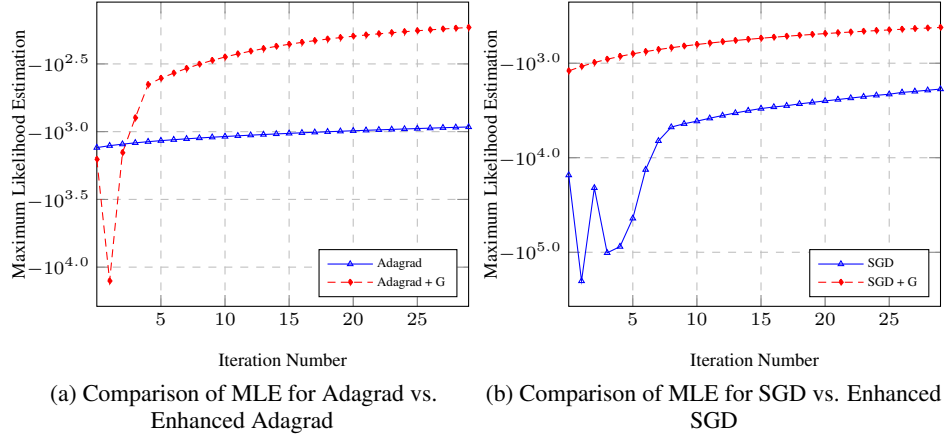 Maximum Likelihood Estimation
−10^2.5
−10^3.0
−10^3.5
−10^4.0
Adagrad
Adagrad + G
5 10 15 20 25
Iteration Number
(a) Comparison of MLE for Adagrad vs.
Enhanced Adagrad
Maximum Likelihood Estimation
−10^3.0
−10^4.0
−10^5.0
SGD
SGD + G
5 10 15 20 25
Iteration Number
(b) Comparison of MLE for SGD vs. Enhanced
SGD